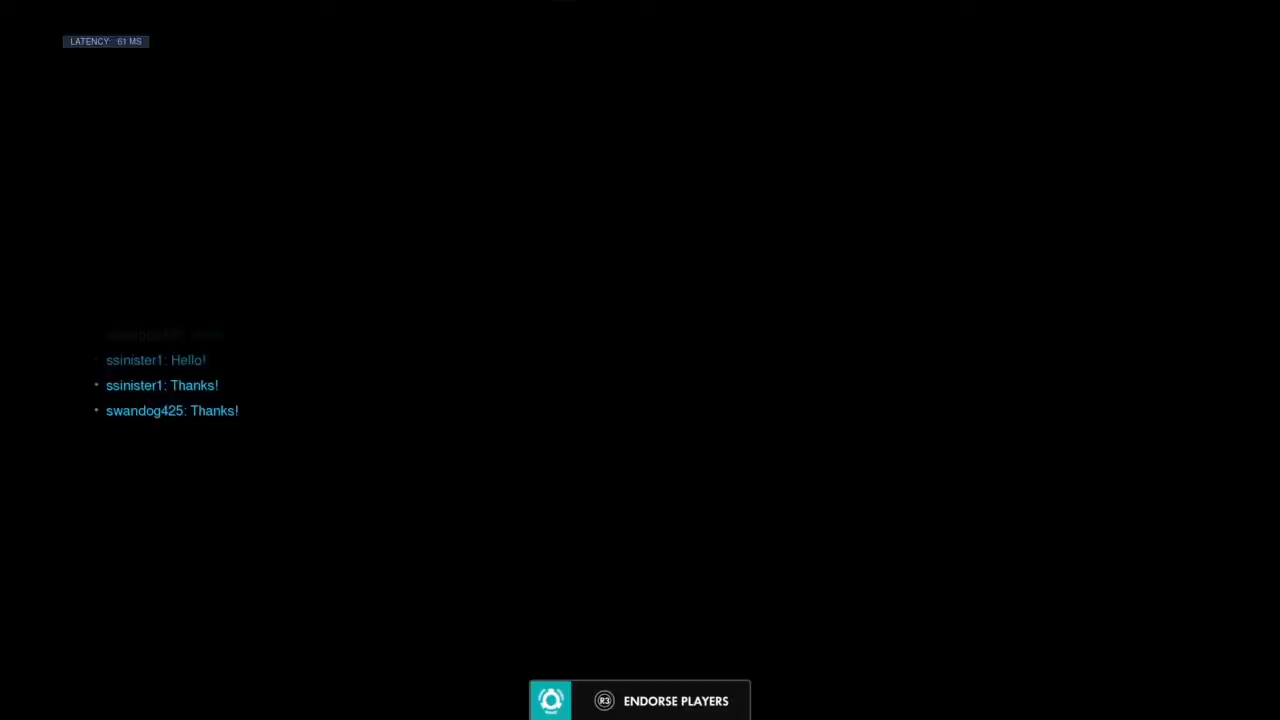 LATENCY: 61 MS
ssinister1: Hello!
• ssinister1: Thanks!
• swandog425: Thanks!
R3 ENDORSE PLAYERS